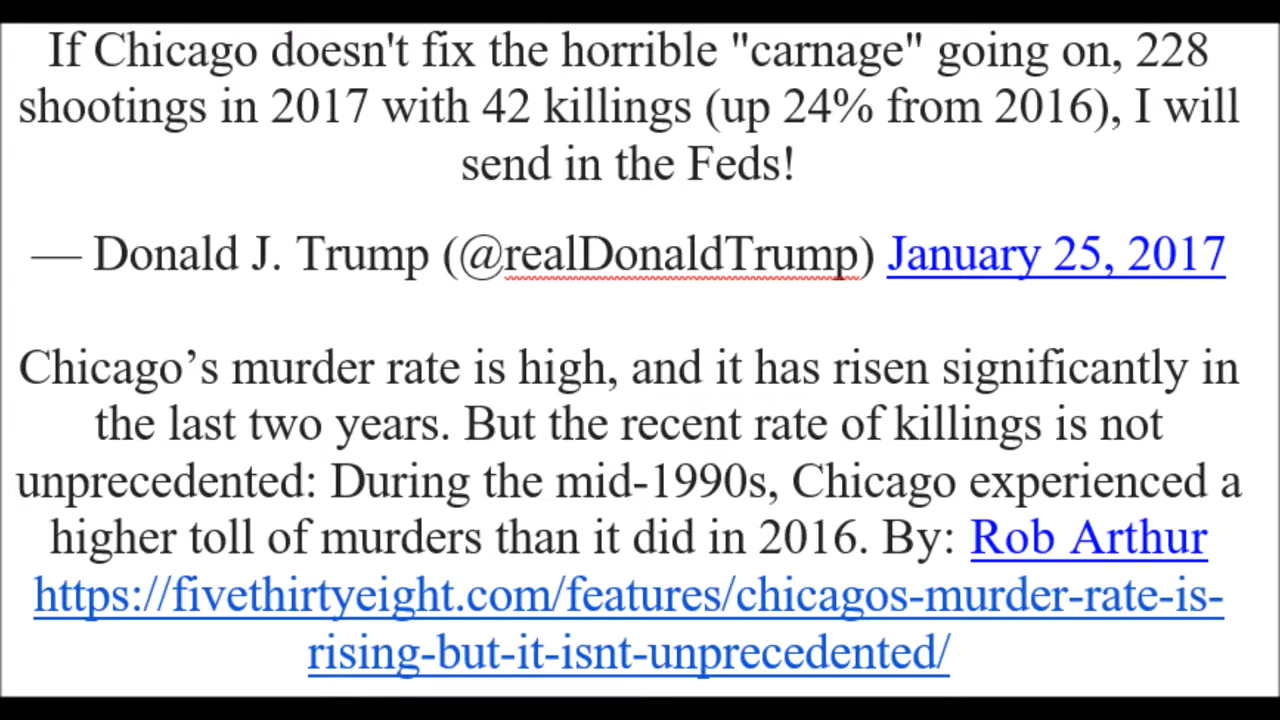 If Chicago doesn't fix the horrible "carnage" going on, 228
shootings in 2017 with 42 killings (up 24% from 2016), I will
send in the Feds!
— Donald J. Trump (@realDonaldTrump) January 25, 2017
Chicago’s murder rate is high, and it has risen significantly in
the last two years. But the recent rate of killings is not
unprecedented: During the mid-1990s, Chicago experienced a
higher toll of murders than it did in 2016. By: Rob Arthur
https://fivethirtyeight.com/features/chicagos-murder-rate-is-
rising-but-it-isnt-unprecedented/